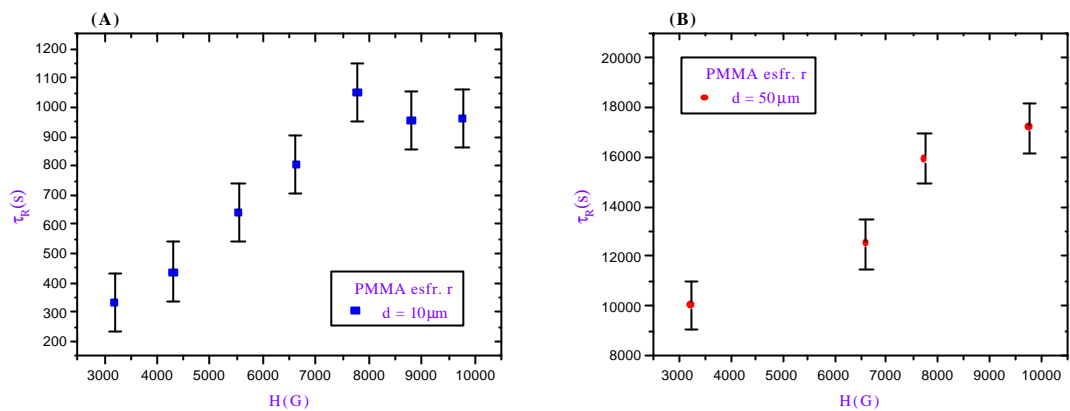 (A)
1200
1100
1000
900
800
700
600
500
400
300
200
τR(s)
PMMA esfr. r
d = 10μm
3000 4000 5000 6000 7000 8000 9000 10000
H(G)
(B)
20000
18000
16000
14000
12000
10000
8000
τR(s)
PMMA esfr. r
d = 50μm
3000 4000 5000 6000 7000 8000 9000 10000
H(G)